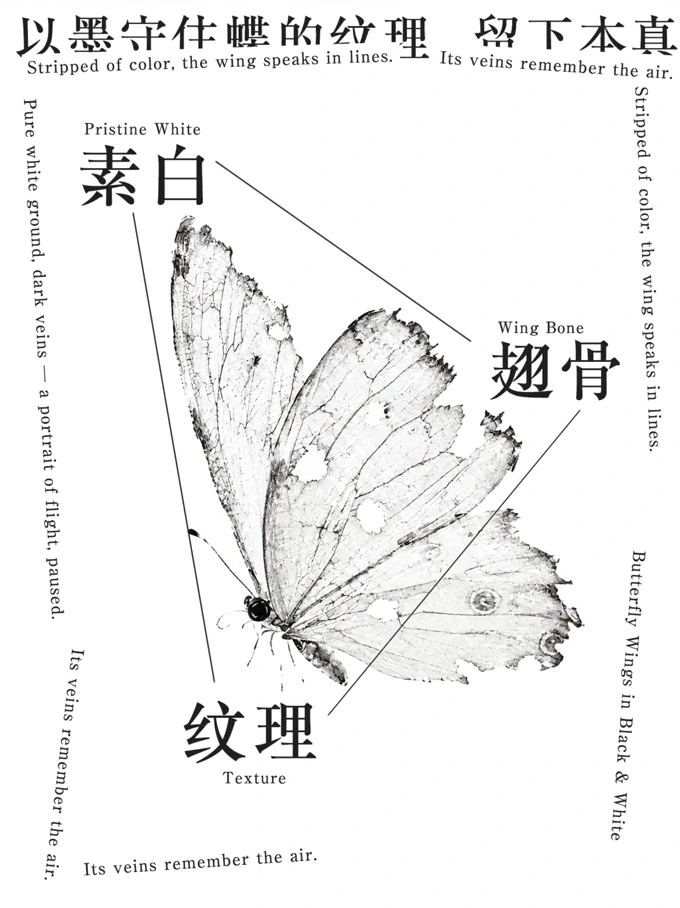 以墨守住蝶的纹理 留下本真
Stripped of color, the wing speaks in lines.
Its veins remember the air.
Pristine White
素白
Wing Bone
翅骨
纹理
Texture
Pure white ground, dark veins — a portrait of flight, paused.
Its veins remember the air.
Its veins remember the air.
Stripped of color, the wing speaks in lines.
Butterfly Wings in Black & White